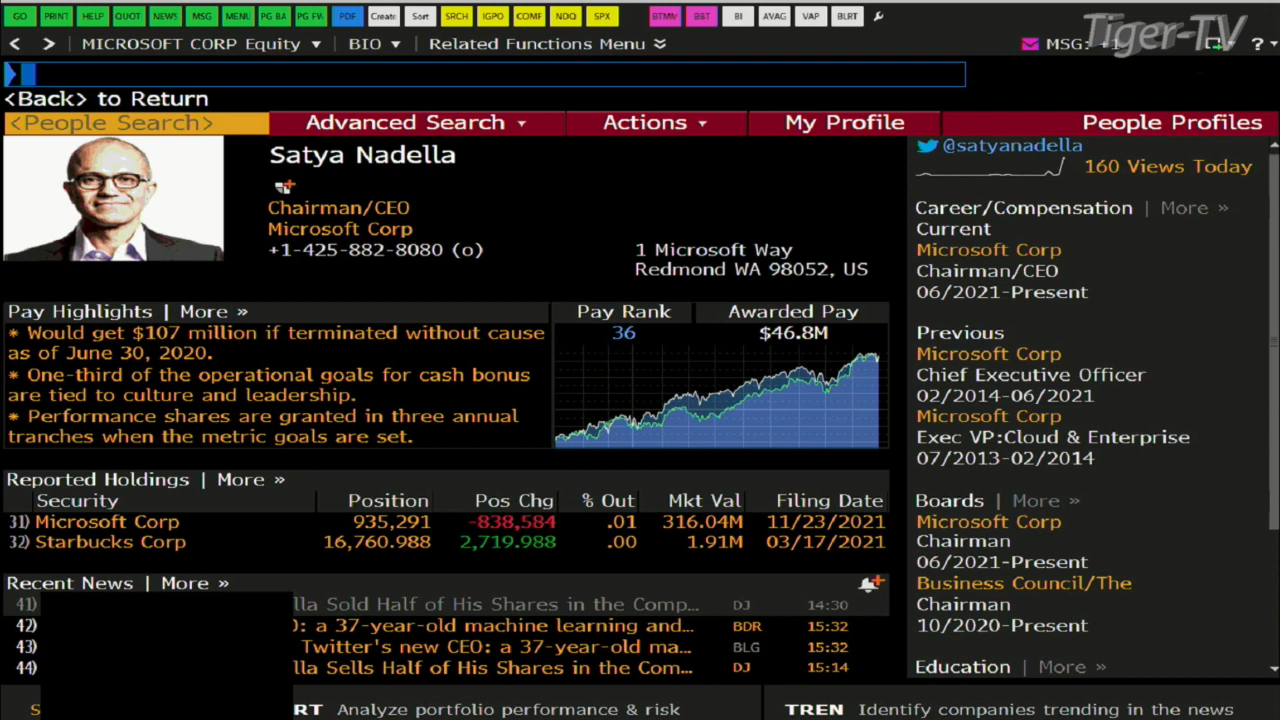 GO PRINT HELP QUOT NEWS MSG MENU PG BA PG FW PDF Create Sort SRCH IGPO COMF NDQ SPX BTMM BBT BI AVAG VAP BLRT
< > MICROSOFT CORP Equity BIO Related Functions Menu MSG: +1 ?
Tiger-TV
<Back> to Return
<People Search> Advanced Search Actions My Profile People Profiles
Satya Nadella
Chairman/CEO
Microsoft Corp
+1-425-882-8080 (o)
1 Microsoft Way
Redmond WA 98052, US
Pay Highlights | More »
* Would get $107 million if terminated without cause
as of June 30, 2020.
* One-third of the operational goals for cash bonus
are tied to culture and leadership.
* Performance shares are granted in three annual
tranches when the metric goals are set.
Pay Rank Awarded Pay
36 $46.8M
Reported Holdings | More »
Security Position Pos Chg % Out Mkt Val Filing Date
31) Microsoft Corp 935,291 -838,584 .01 316.04M 11/23/2021
32) Starbucks Corp 16,760.988 2,719.988 .00 1.91M 03/17/2021
Recent News | More »
41) lla Sold Half of His Shares in the Comp... DJ 14:30
42) : a 37-year-old machine learning and... BDR 15:32
43) Twitter's new CEO: a 37-year-old ma... BLG 15:32
44) lla Sells Half of His Shares in the Com... DJ 15:14
@satyanadella
160 Views Today
Career/Compensation | More »
Current
Microsoft Corp
Chairman/CEO
06/2021-Present
Previous
Microsoft Corp
Chief Executive Officer
02/2014-06/2021
Microsoft Corp
Exec VP:Cloud & Enterprise
07/2013-02/2014
Boards | More »
Microsoft Corp
Chairman
06/2021-Present
Business Council/The
Chairman
10/2020-Present
Education | More »
S RT Analyze portfolio performance & risk TREN Identify companies trending in the news